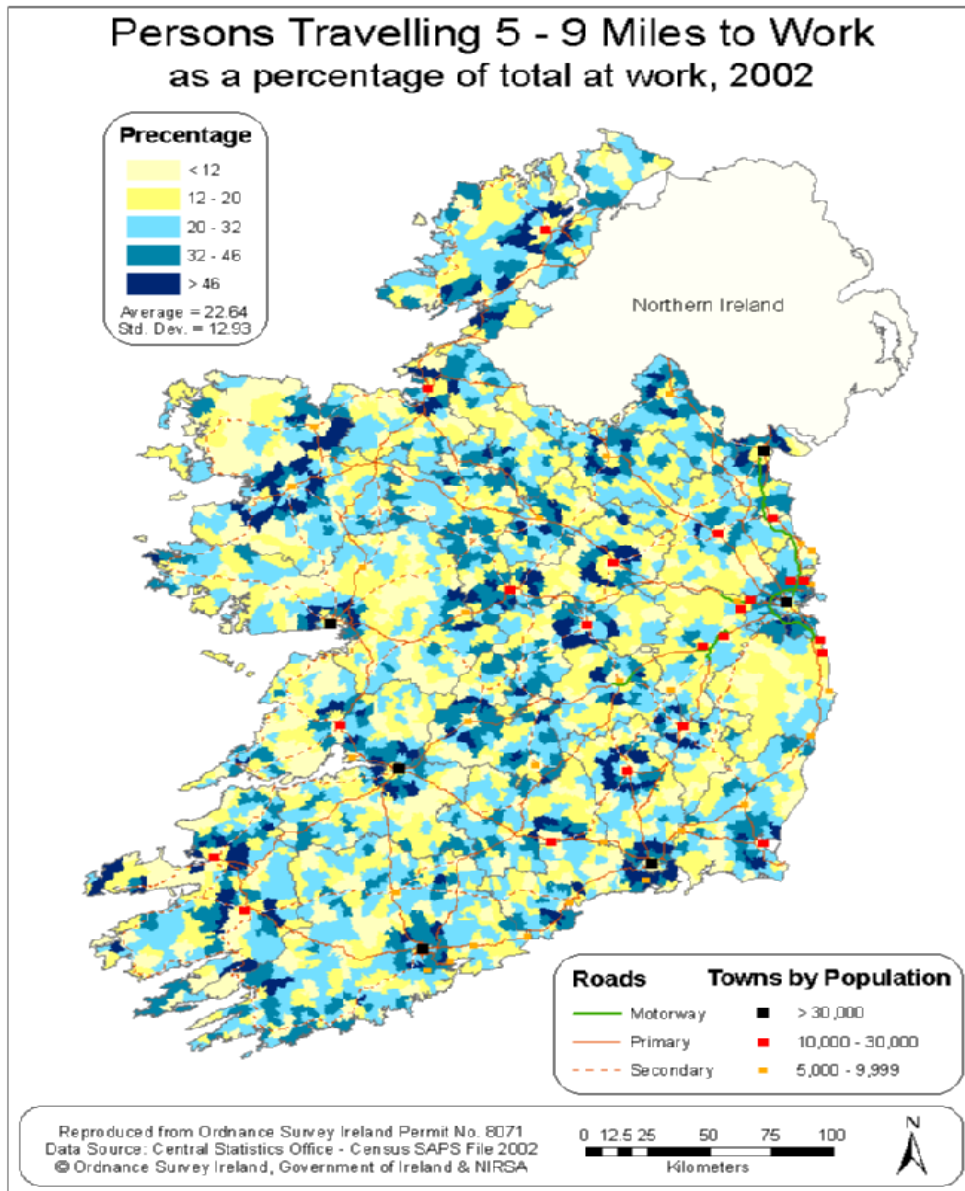 Persons Travelling 5 - 9 Miles to Work
as a percentage of total at work, 2002
Precentage
< 12
12 - 20
20 - 32
32 - 46
> 46
Average = 22.64
Std. Dev. = 12.93
Northern Ireland
Roads
Motorway
Primary
Secondary
Towns by Population
> 30,000
10,000 - 30,000
5,000 - 9,999
Reproduced from Ordnance Survey Ireland Permit No. 8071
Data Source: Central Statistics Office - Census SAPS File 2002
© Ordnance Survey Ireland, Government of Ireland & NIRSA
0 12.5 25 50 75 100
Kilometers
N